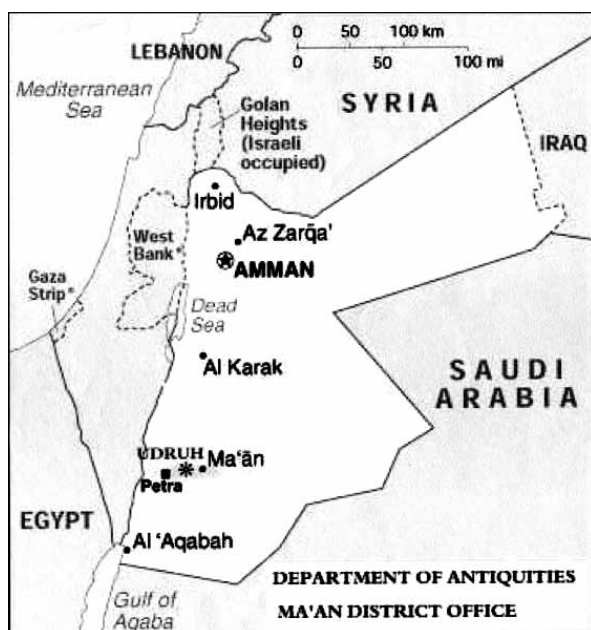 0 50 100 km
0 50 100 mi
LEBANON
Mediterranean
Sea
SYRIA
Golan
Heights
(Israeli
occupied)
IRAQ
Irbid
Az Zarqa'
West
Bank*
AMMAN
Gaza
Strip*
Dead
Sea
Al Karak
SAUDI
ARABIA
UDRUH
Ma‘ān
Petra
EGYPT
Al ‘Aqabah
DEPARTMENT OF ANTIQUITIES
MA'AN DISTRICT OFFICE
Gulf of
Aqaba